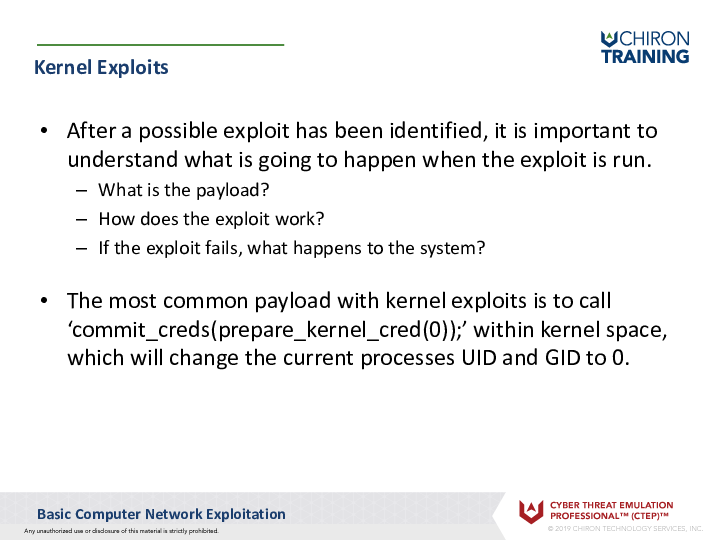 CHIRON
TRAINING
Kernel Exploits
• After a possible exploit has been identified, it is important to
understand what is going to happen when the exploit is run.
– What is the payload?
– How does the exploit work?
– If the exploit fails, what happens to the system?
• The most common payload with kernel exploits is to call
‘commit_creds(prepare_kernel_cred(0));’ within kernel space,
which will change the current processes UID and GID to 0.
Basic Computer Network Exploitation
Any unauthorized use or disclosure of this material is strictly prohibited.
CYBER THREAT EMULATION
PROFESSIONAL™ (CTEP)™
© 2019 CHIRON TECHNOLOGY SERVICES, INC.